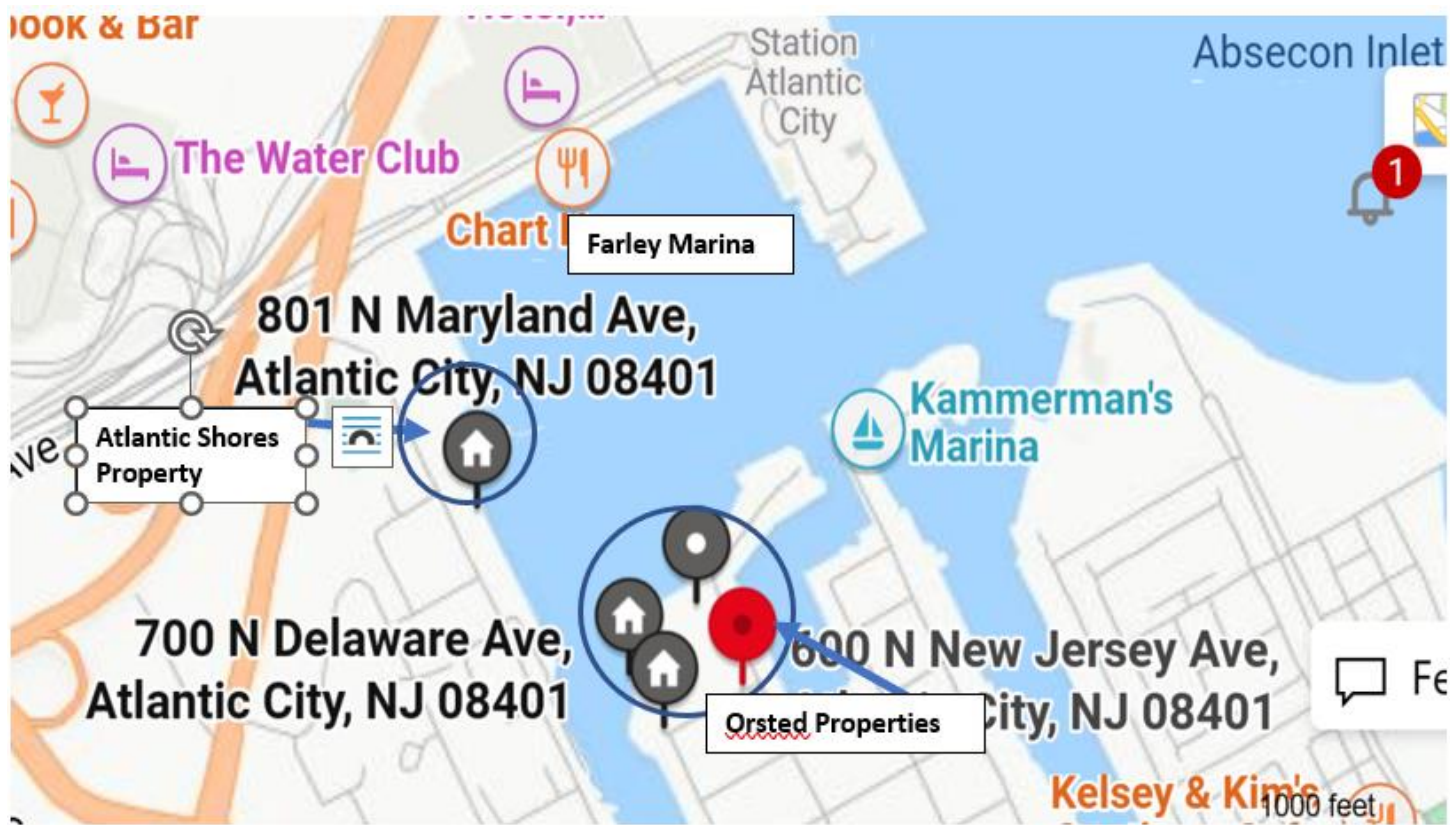 & Bar
Station
Atlantic
City
Absecon Inlet
1
The Water Club
Chart
Farley Marina
801 N Maryland Ave,
Atlantic City, NJ 08401
Kammerman's
Marina
Atlantic Shores
Property
700 N Delaware Ave,
Atlantic City, NJ 08401
600 N New Jersey Ave,
City, NJ 08401
Orsted Properties
Kelsey & Kim's
1000 feet